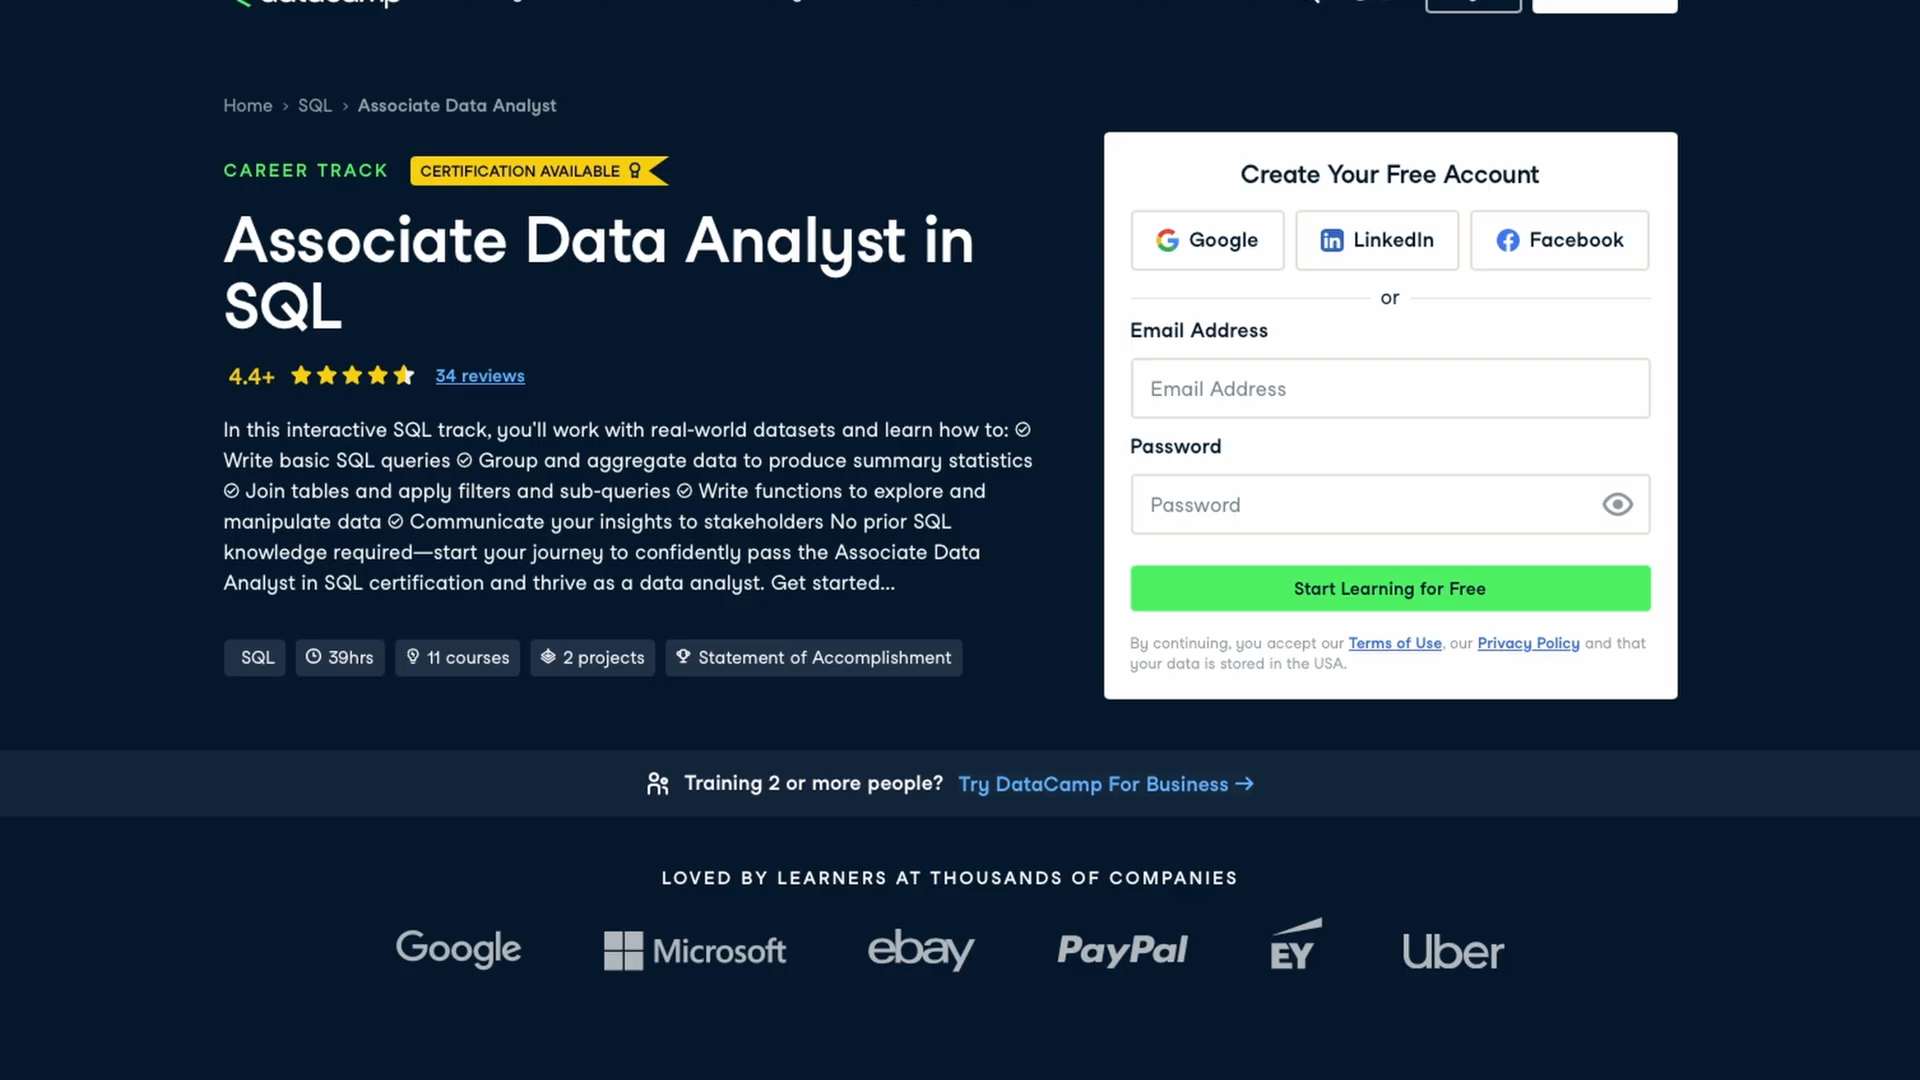 datacamp
Home › SQL › Associate Data Analyst
CAREER TRACK CERTIFICATION AVAILABLE
Associate Data Analyst in
SQL
4.4+ 34 reviews
In this interactive SQL track, you'll work with real-world datasets and learn how to:
Write basic SQL queries Group and aggregate data to produce summary statistics
Join tables and apply filters and sub-queries Write functions to explore and
manipulate data Communicate your insights to stakeholders No prior SQL
knowledge required—start your journey to confidently pass the Associate Data
Analyst in SQL certification and thrive as a data analyst. Get started...
SQL 39hrs 11 courses 2 projects Statement of Accomplishment
Create Your Free Account
Google LinkedIn Facebook
or
Email Address
Email Address
Password
Password
Start Learning for Free
By continuing, you accept our Terms of Use, our Privacy Policy and that
your data is stored in the USA.
Training 2 or more people? Try DataCamp For Business →
LOVED BY LEARNERS AT THOUSANDS OF COMPANIES
Google Microsoft ebay PayPal EY Uber